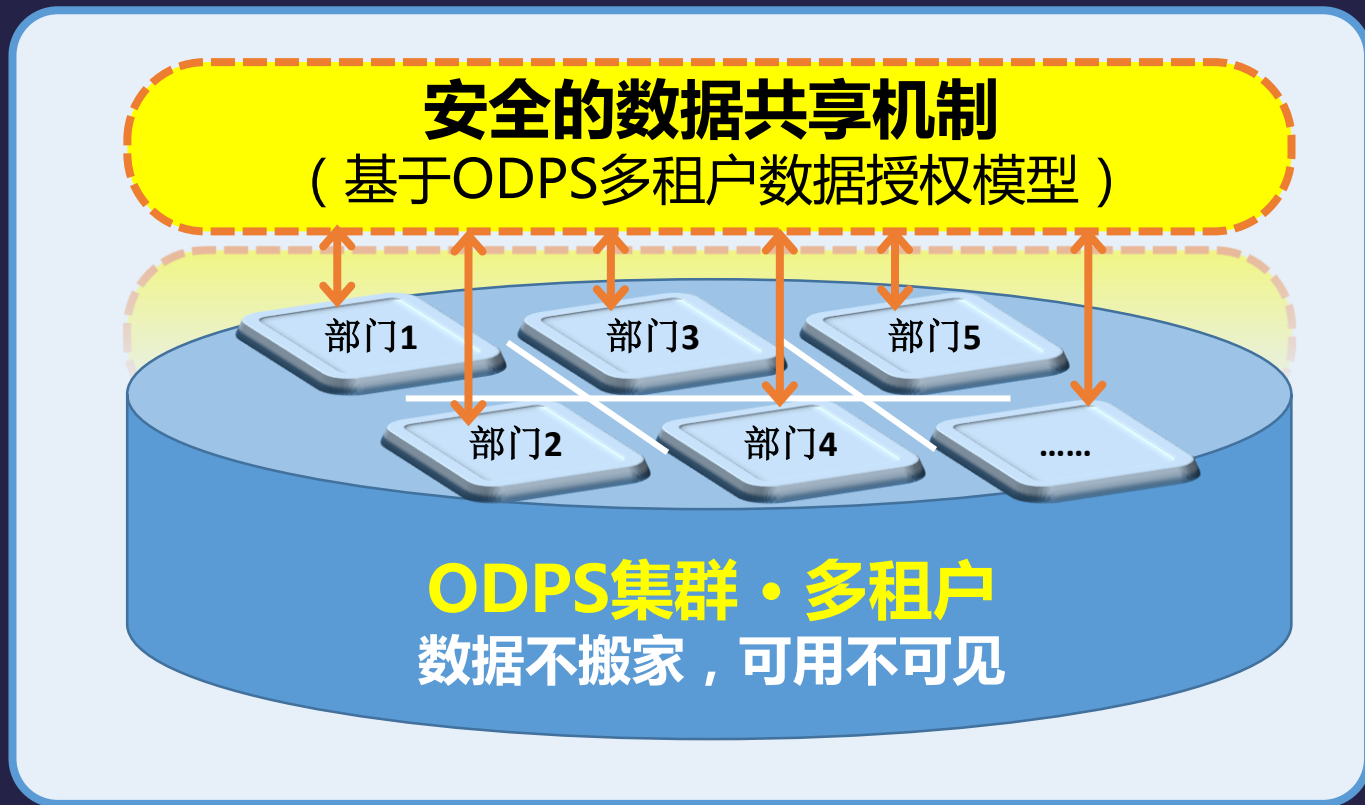 安全的数据共享机制
（基于ODPS多租户数据授权模型）
部门1
部门3
部门5
部门2
部门4
……
ODPS集群·多租户
数据不搬家，可用不可见